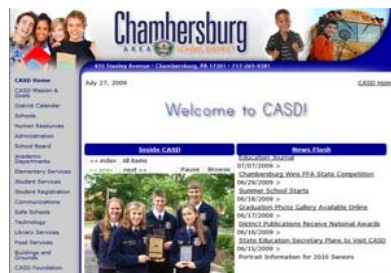 Chambersburg
AREA SCHOOL DISTRICT
435 Stanley Avenue - Chambersburg, PA 17201 - 717-263-9281
July 27, 2009
CASD Home
Welcome to CASD!
CASD Home
CASD Mission & Goals
District Calendar
Schools
Human Resources
Administration
School Board
Academic Departments
Elementary Services
Student Services
Student Registration
Communications
Safe Schools
Technology
Library Services
Food Services
Buildings and Grounds
CASD Foundation
Inside CASD
<< index : All Items
<< prev : next >> Pause : Browse
News Flash
Education Journal
07/07/2009 >
Chambersburg Wins FFA State Competition
06/29/2009 >
Summer School Starts
06/18/2009 >
Graduation Photo Gallery Available Online
06/17/2009 >
District Publications Receive National Awards
06/16/2009 >
State Education Secretary Plans to Visit CASD
06/15/2009 >
Portrait Information for 2010 Seniors